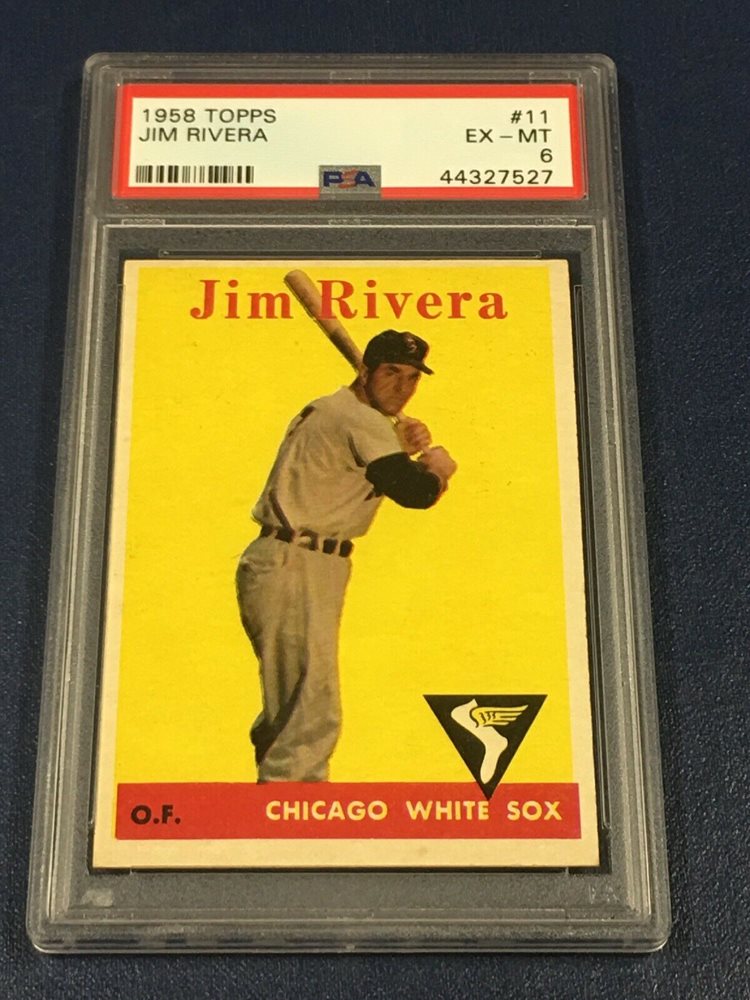 1958 TOPPS #11
JIM RIVERA EX - MT
6
PSA 44327527
Jim Rivera
O.F. CHICAGO WHITE SOX